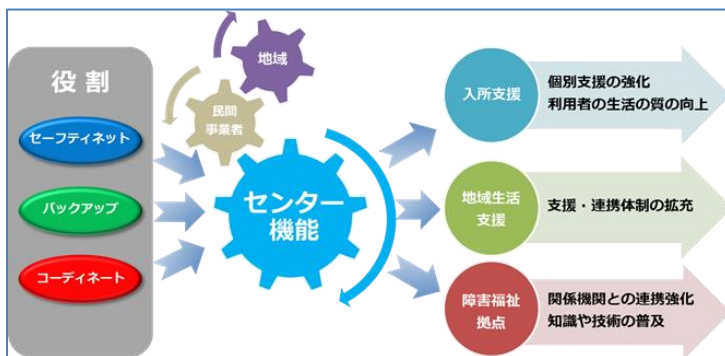 役割
セーフティネット
バックアップ
コーディネート
地域
民間
事業者
センター
機能
入所支援
個別支援の強化
利用者の生活の質の向上
地域生活
支援
支援・連携体制の拡充
障害福祉
拠点
関係機関との連携強化
知識や技術の普及